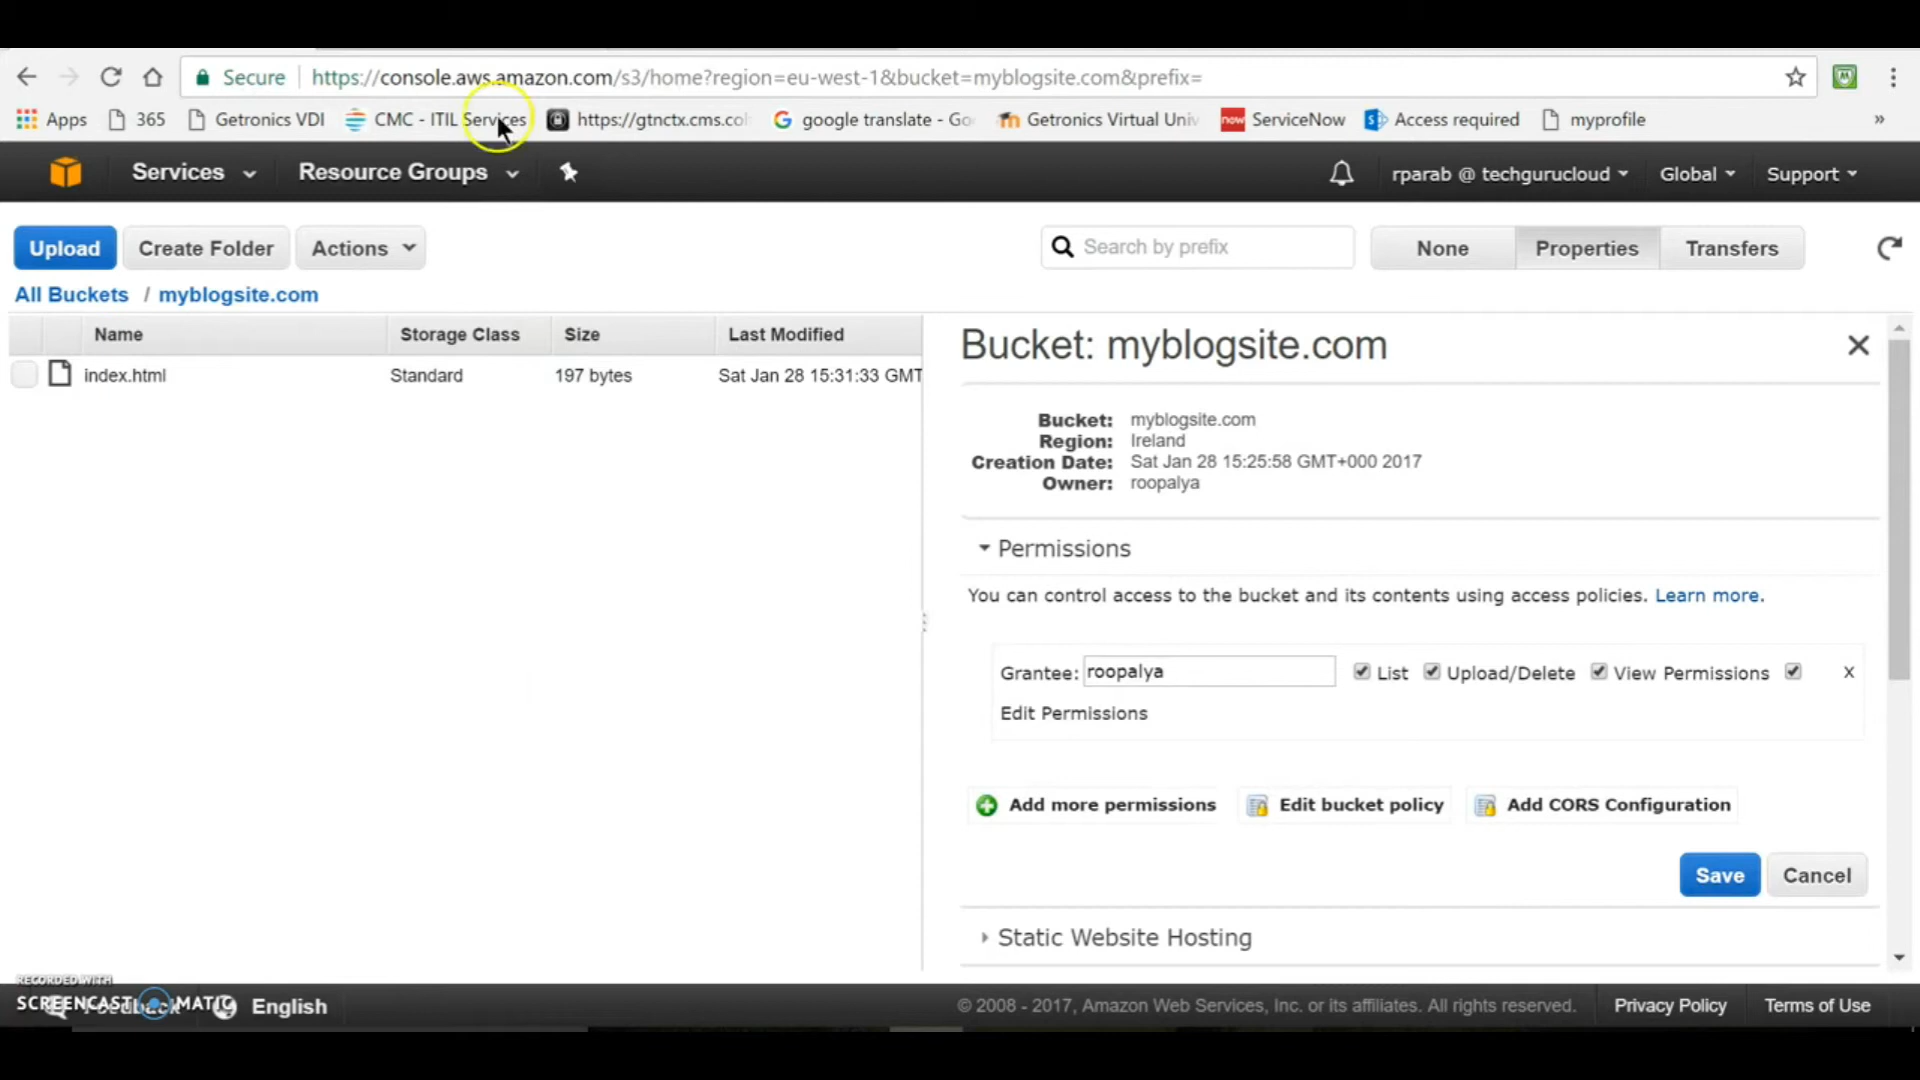 Secure https://console.aws.amazon.com/s3/home?region=eu-west-1&bucket=myblogsite.com&prefix=
Apps 365 Getronics VDI CMC - ITIL Services https://gtnctx.cms.col google translate - Go Getronics Virtual Univ now ServiceNow Access required myprofile »
Services Resource Groups rparab @ techgurucloud Global Support
Upload Create Folder Actions Search by prefix None Properties Transfers
All Buckets / myblogsite.com
Name Storage Class Size Last Modified
index.html Standard 197 bytes Sat Jan 28 15:31:33 GMT
Bucket: myblogsite.com
Bucket: myblogsite.com
Region: Ireland
Creation Date: Sat Jan 28 15:25:58 GMT+000 2017
Owner: roopalya
Permissions
You can control access to the bucket and its contents using access policies. Learn more.
Grantee: roopalya List Upload/Delete View Permissions x
Edit Permissions
Add more permissions Edit bucket policy Add CORS Configuration
Save Cancel
Static Website Hosting
RECORDED WITH
SCREENCAST MATIC
Feedback English © 2008 - 2017, Amazon Web Services, Inc. or its affiliates. All rights reserved. Privacy Policy Terms of Use